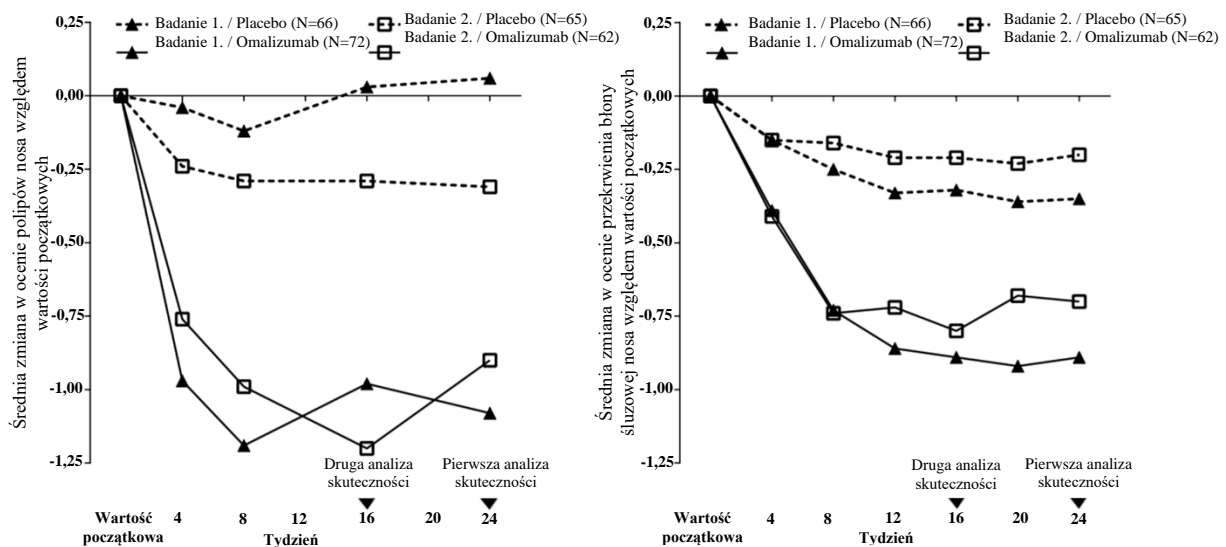 Średnia zmiana w ocenie polipów nosa względem
wartości początkowych
0,25
0,00
-0,25
-0,50
-0,75
-1,00
-1,25
Badanie 1. / Placebo (N=66)
Badanie 1. / Omalizumab (N=72)
Badanie 2. / Placebo (N=65)
Badanie 2. / Omalizumab (N=62)
Druga analiza
skuteczności
Pierwsza analiza
skuteczności
Wartość
początkowa
4
8
12
16
20
24
Tydzień
Średnia zmiana w ocenie przekrwienia błony
śluzowej nosa względem wartości początkowych
0,25
0,00
-0,25
-0,50
-0,75
-1,00
-1,25
Badanie 1. / Placebo (N=66)
Badanie 1. / Omalizumab (N=72)
Badanie 2. / Placebo (N=65)
Badanie 2. / Omalizumab (N=62)
Druga analiza
skuteczności
Pierwsza analiza
skuteczności
Wartość
początkowa
4
8
12
16
20
24
Tydzień